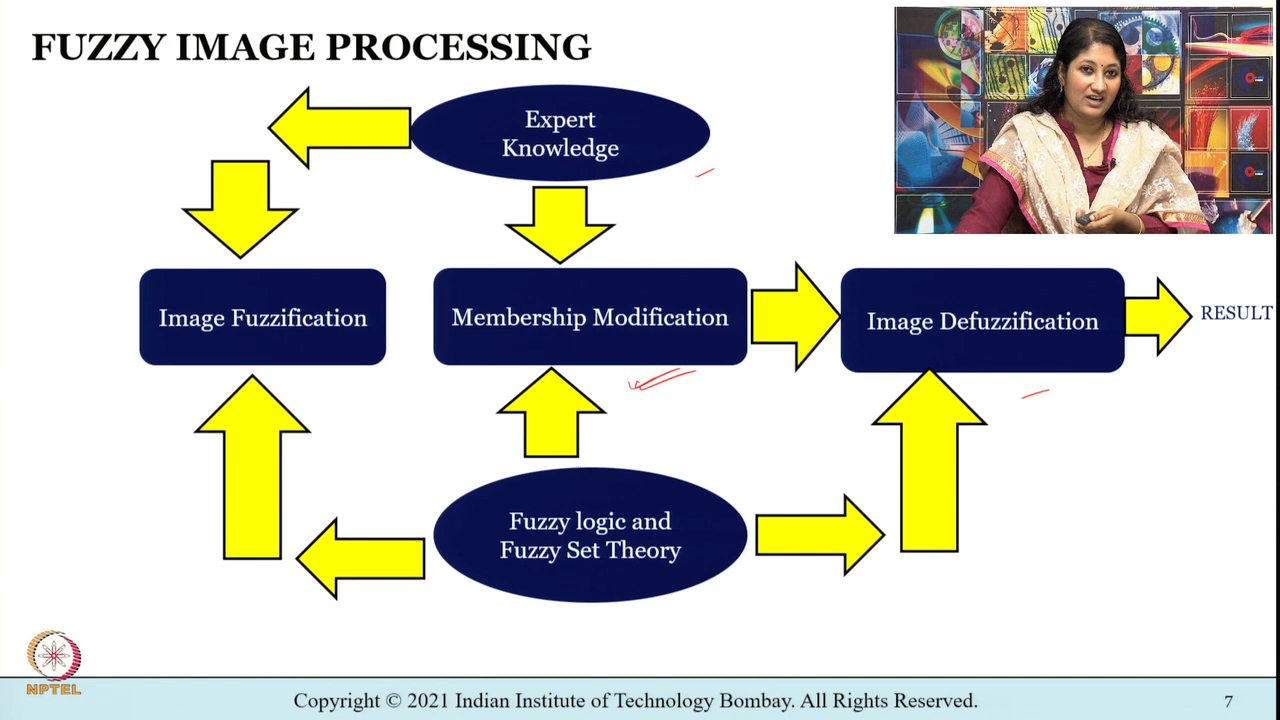 FUZZY IMAGE PROCESSING
Expert
Knowledge
Image Fuzzification
Membership Modification
Image Defuzzification
RESULT
Fuzzy logic and
Fuzzy Set Theory
NPTEL
Copyright © 2021 Indian Institute of Technology Bombay. All Rights Reserved.
7